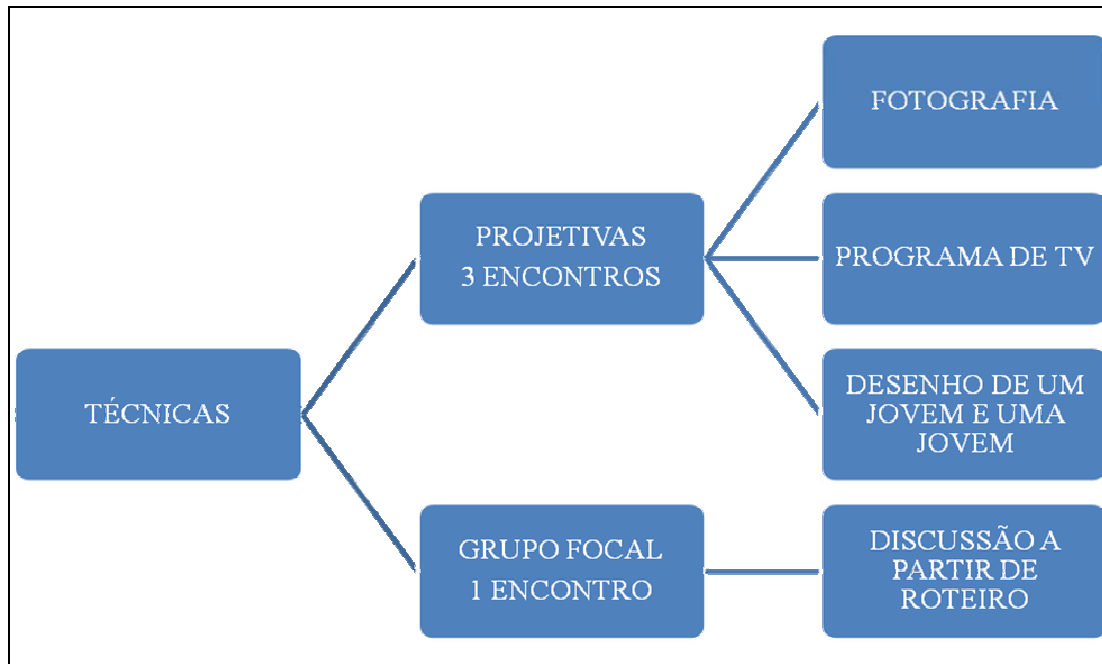 TÉCNICAS
PROJETIVAS
3 ENCONTROS
FOTOGRAFIA
PROGRAMA DE TV
DESENHO DE UM
JOVEM E UMA
JOVEM
GRUPO FOCAL
1 ENCONTRO
DISCUSSÃO A
PARTIR DE
ROTEIRO